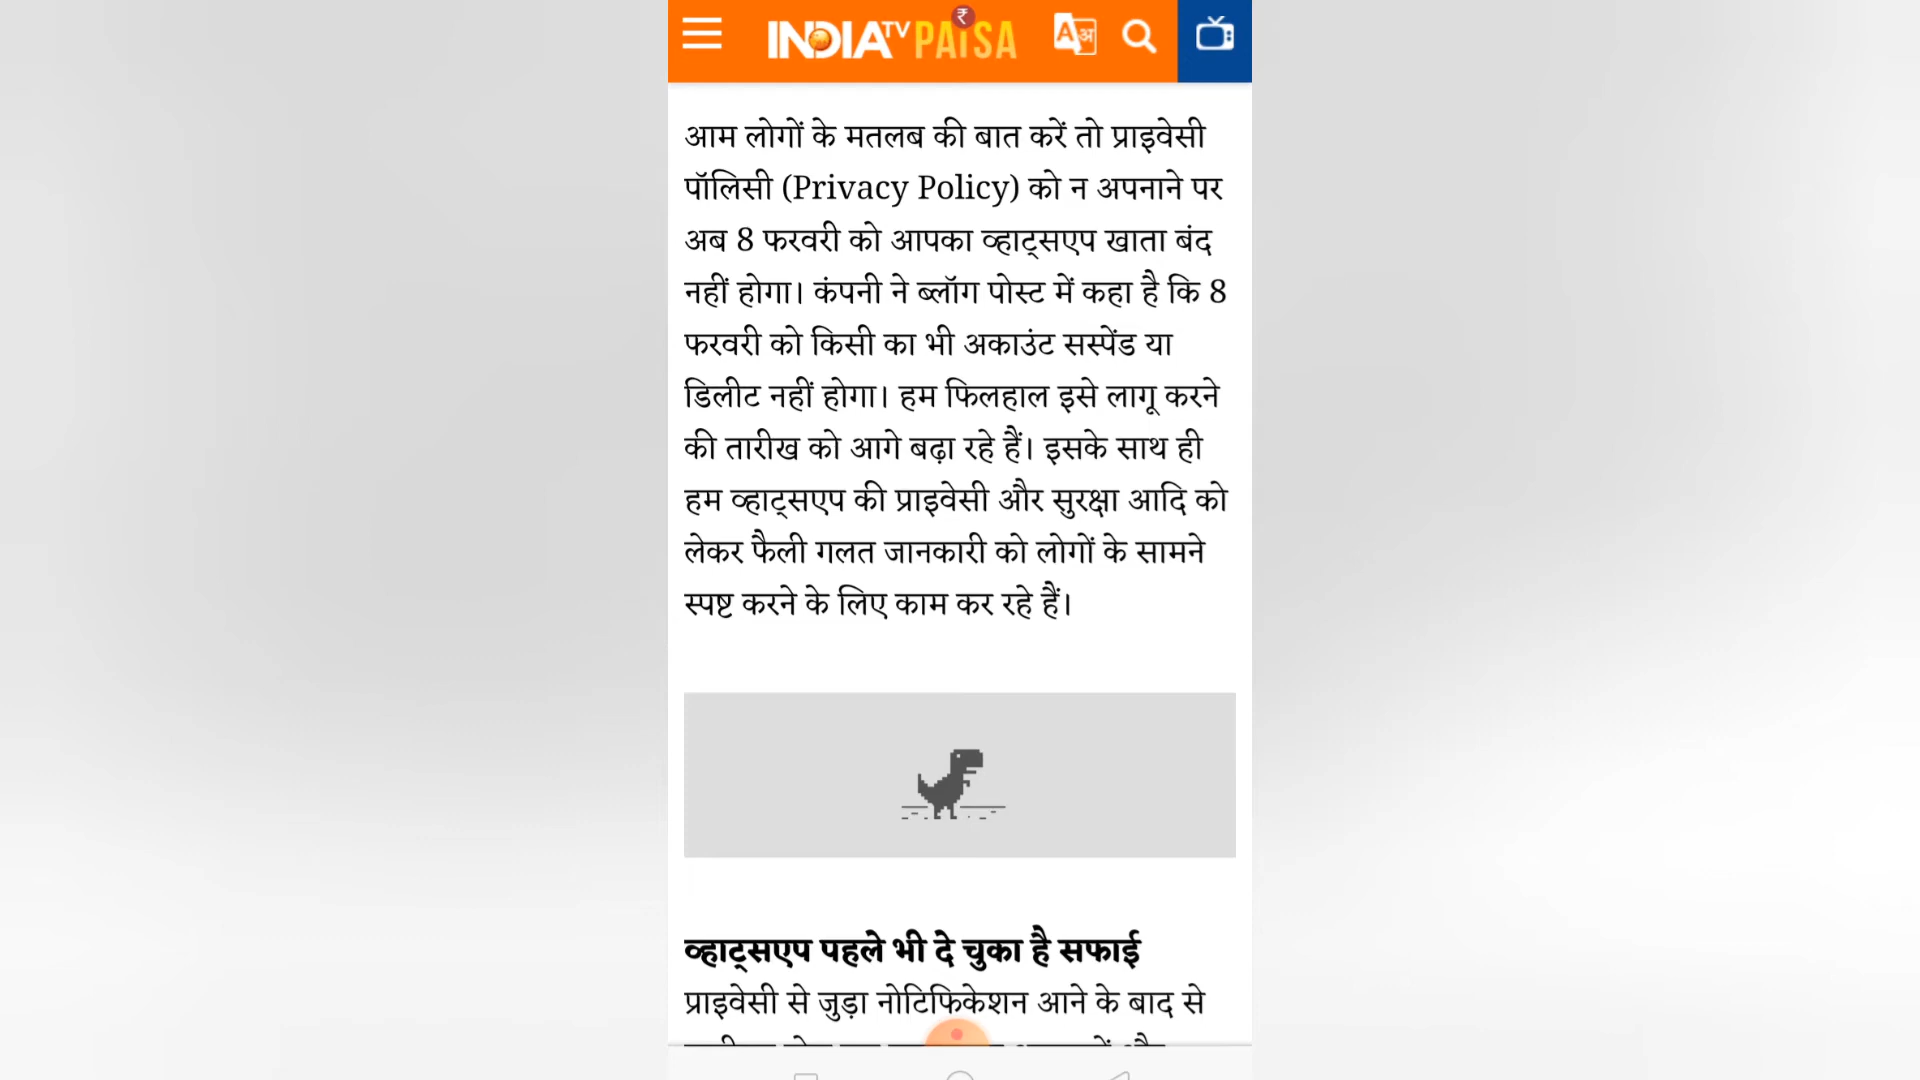 INDIA TV PAISA
आम लोगों के मतलब की बात करें तो प्राइवेसी
पॉलिसी (Privacy Policy) को न अपनाने पर
अब 8 फरवरी को आपका व्हाट्सएप खाता बंद
नहीं होगा। कंपनी ने ब्लॉग पोस्ट में कहा है कि 8
फरवरी को किसी का भी अकाउंट सस्पेंड या
डिलीट नहीं होगा। हम फिलहाल इसे लागू करने
की तारीख को आगे बढ़ा रहे हैं। इसके साथ ही
हम व्हाट्सएप की प्राइवेसी और सुरक्षा आदि को
लेकर फैली गलत जानकारी को लोगों के सामने
स्पष्ट करने के लिए काम कर रहे हैं।
व्हाट्सएप पहले भी दे चुका है सफाई
प्राइवेसी से जुड़ा नोटिफिकेशन आने के बाद से